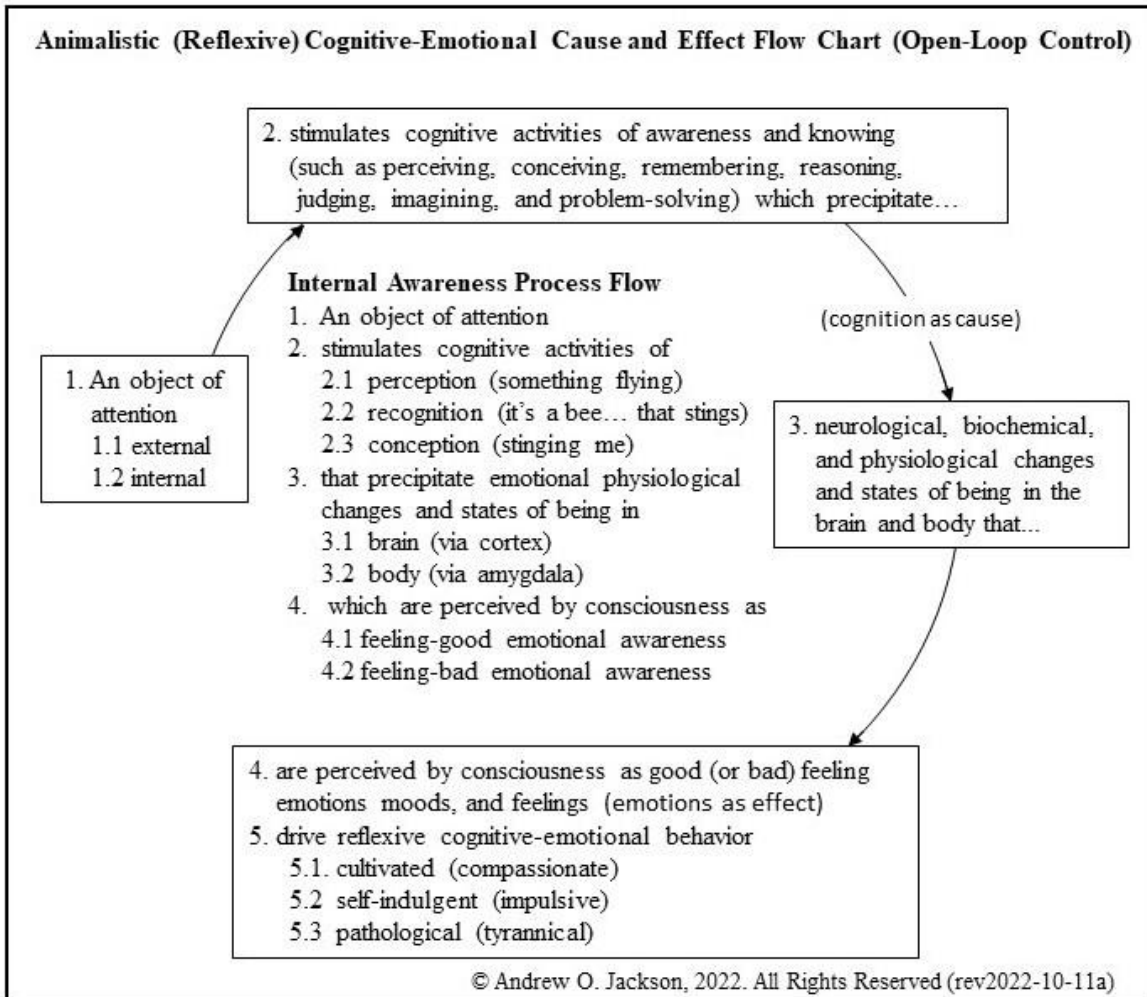 Animalistic (Reflexive) Cognitive-Emotional Cause and Effect Flow Chart (Open-Loop Control)
2. stimulates cognitive activities of awareness and knowing
(such as perceiving, conceiving, remembering, reasoning,
judging, imagining, and problem-solving) which precipitate…
Internal Awareness Process Flow
1. An object of attention
2. stimulates cognitive activities of
2.1 perception (something flying)
2.2 recognition (it's a bee… that stings)
2.3 conception (stinging me)
3. that precipitate emotional physiological
changes and states of being in
3.1 brain (via cortex)
3.2 body (via amygdala)
4. which are perceived by consciousness as
4.1 feeling-good emotional awareness
4.2 feeling-bad emotional awareness
(cognition as cause)
1. An object of
attention
1.1 external
1.2 internal
3. neurological, biochemical,
and physiological changes
and states of being in the
brain and body that...
4. are perceived by consciousness as good (or bad) feeling
emotions moods, and feelings (emotions as effect)
5. drive reflexive cognitive-emotional behavior
5.1. cultivated (compassionate)
5.2 self-indulgent (impulsive)
5.3 pathological (tyrannical)
© Andrew O. Jackson, 2022. All Rights Reserved (rev2022-10-11a)